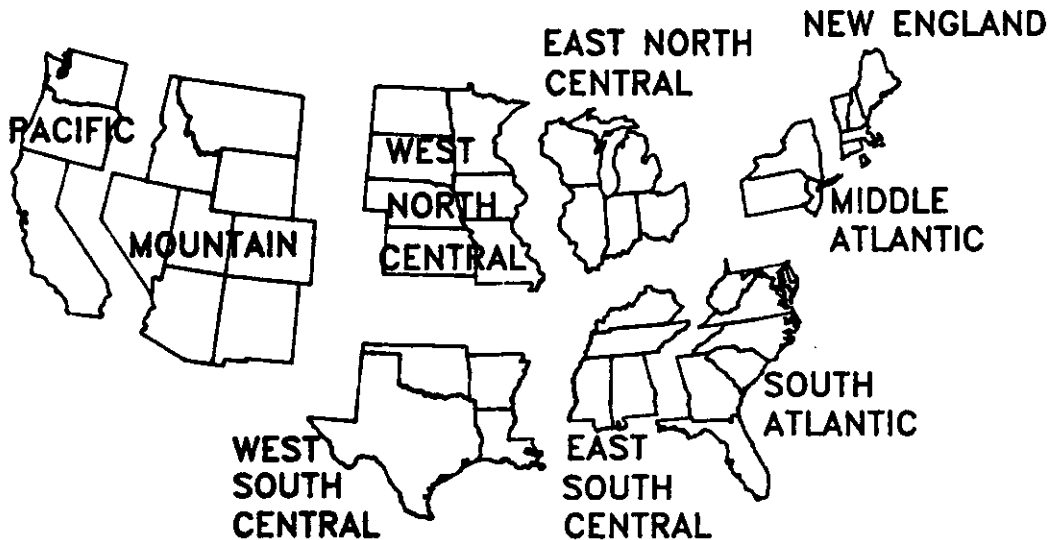 NEW ENGLAND
EAST NORTH
CENTRAL
PACIFIC
WEST
NORTH
CENTRAL
MOUNTAIN
MIDDLE
ATLANTIC
SOUTH
ATLANTIC
WEST
SOUTH
CENTRAL
EAST
SOUTH
CENTRAL